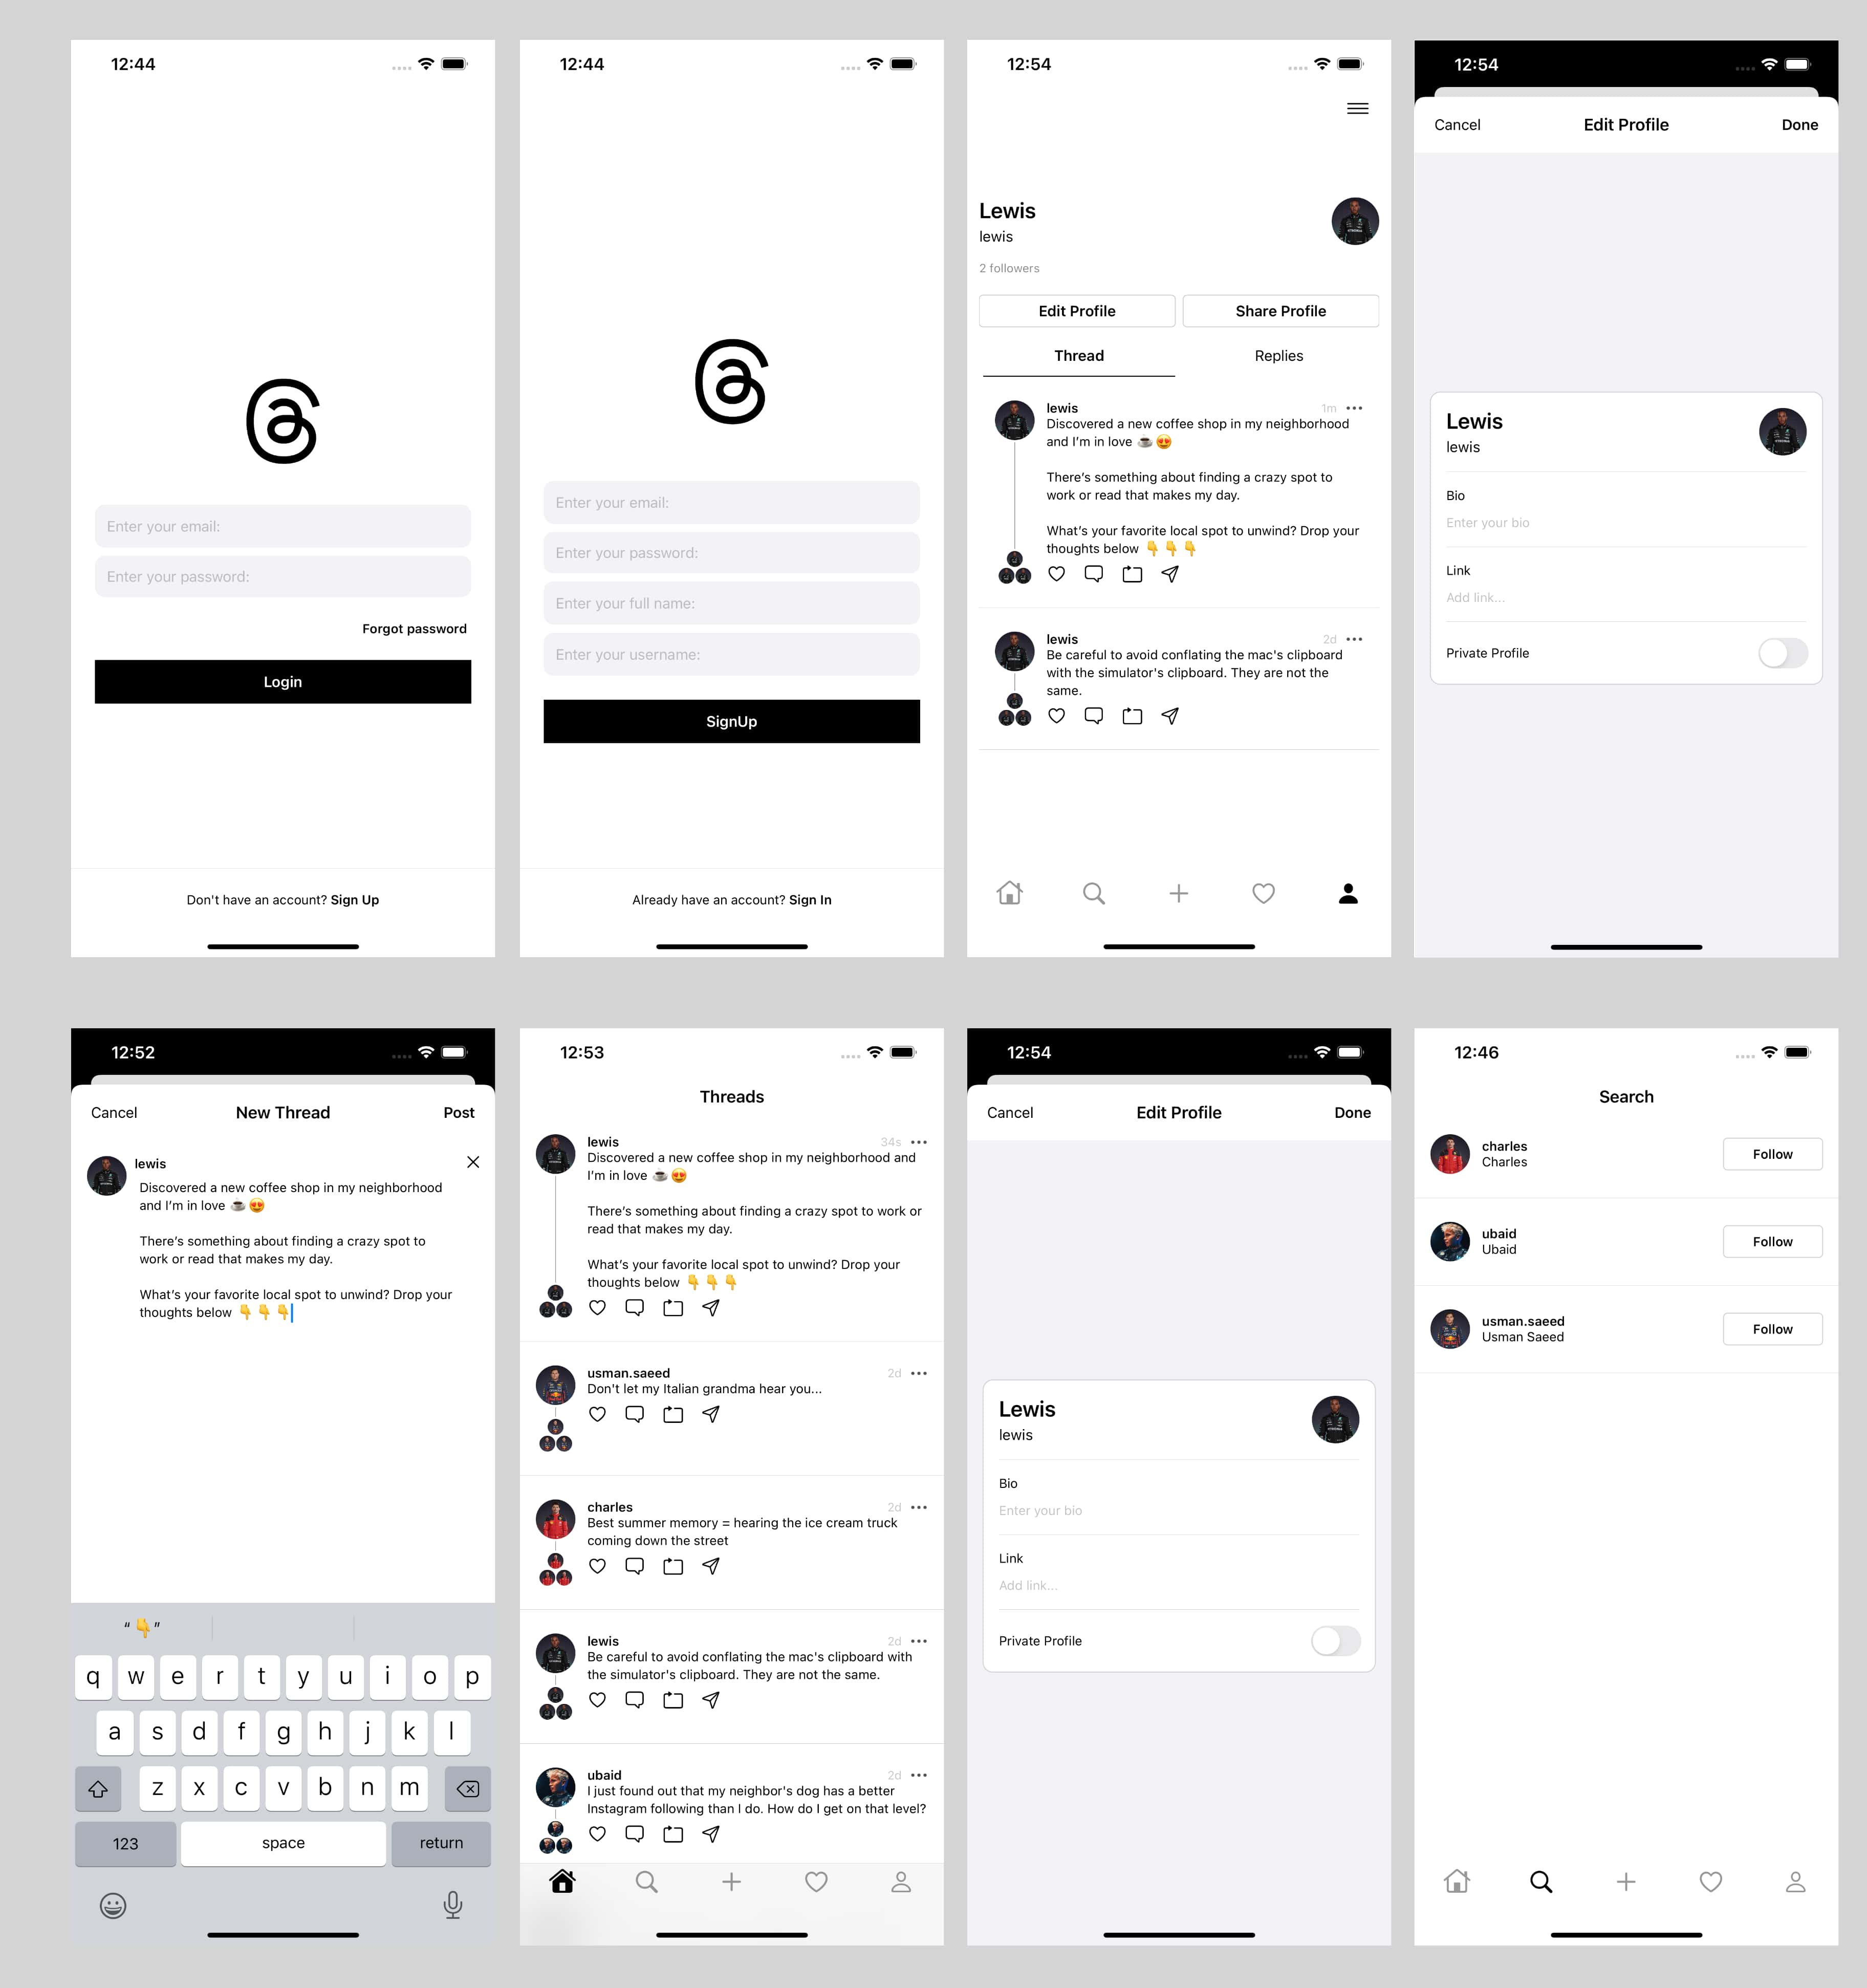 12:44
Enter your email:
Enter your password:
Forgot password
Login
Don't have an account? Sign Up
12:44
Enter your email:
Enter your password:
Enter your full name:
Enter your username:
SignUp
Already have an account? Sign In
12:54
Lewis
lewis
2 followers
Edit Profile Share Profile
Thread Replies
lewis 1m
Discovered a new coffee shop in my neighborhood
and I’m in love ☕😍
There’s something about finding a crazy spot to
work or read that makes my day.
What’s your favorite local spot to unwind? Drop your
thoughts below 👇👇👇
lewis 2d
Be careful to avoid conflating the mac's clipboard
with the simulator's clipboard. They are not the
same.
12:54
Cancel Edit Profile Done
Lewis
lewis
Bio
Enter your bio
Link
Add link...
Private Profile
12:52
Cancel New Thread Post
lewis
Discovered a new coffee shop in my neighborhood
and I’m in love ☕😍
There’s something about finding a crazy spot to
work or read that makes my day.
What’s your favorite local spot to unwind? Drop your
thoughts below 👇👇👇
“👇”
q w e r t y u i o p
a s d f g h j k l
z x c v b n m
123 space return
12:53
Threads
lewis 34s
Discovered a new coffee shop in my neighborhood and
I’m in love ☕😍
There’s something about finding a crazy spot to work or
read that makes my day.
What’s your favorite local spot to unwind? Drop your
thoughts below 👇👇👇
usman.saeed 2d
Don't let my Italian grandma hear you...
charles 2d
Best summer memory = hearing the ice cream truck
coming down the street
lewis 2d
Be careful to avoid conflating the mac's clipboard with
the simulator's clipboard. They are not the same.
ubaid 2d
I just found out that my neighbor's dog has a better
Instagram following than I do. How do I get on that level?
12:54
Cancel Edit Profile Done
Lewis
lewis
Bio
Enter your bio
Link
Add link...
Private Profile
12:46
Search
charles
Charles
Follow
ubaid
Ubaid
Follow
usman.saeed
Usman Saeed
Follow